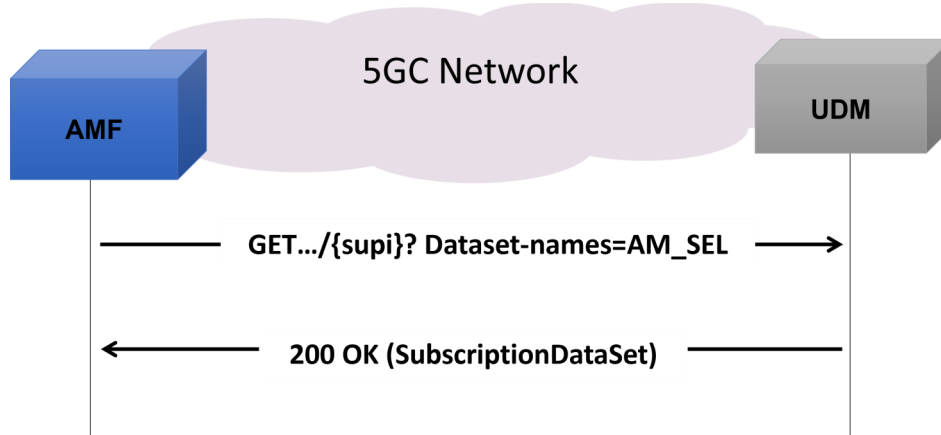 5GC Network
AMF
UDM
GET…/{supi}? Dataset-names=AM_SEL
200 OK (SubscriptionDataSet)